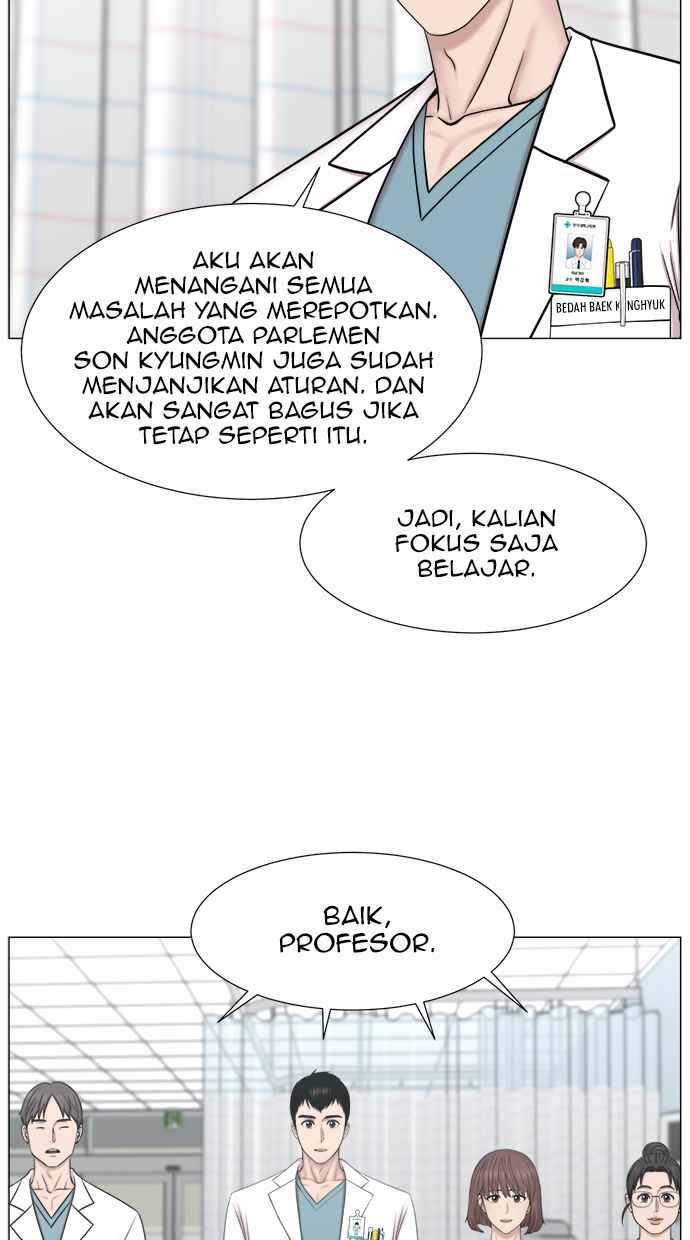 AKU AKAN
MENANGANI SEMUA
MASALAH YANG MEREPOTKAN.
ANGGOTA PARLEMEN
SON KYUNGMIN JUGA SUDAH
MENJANJIKAN ATURAN. DAN
AKAN SANGAT BAGUS JIKA
TETAP SEPERTI ITU.
BEDAH BAEK
JADI, KALIAN
FOKUS SAJA
BELAJAR.
BAIK,
PROFESOR.